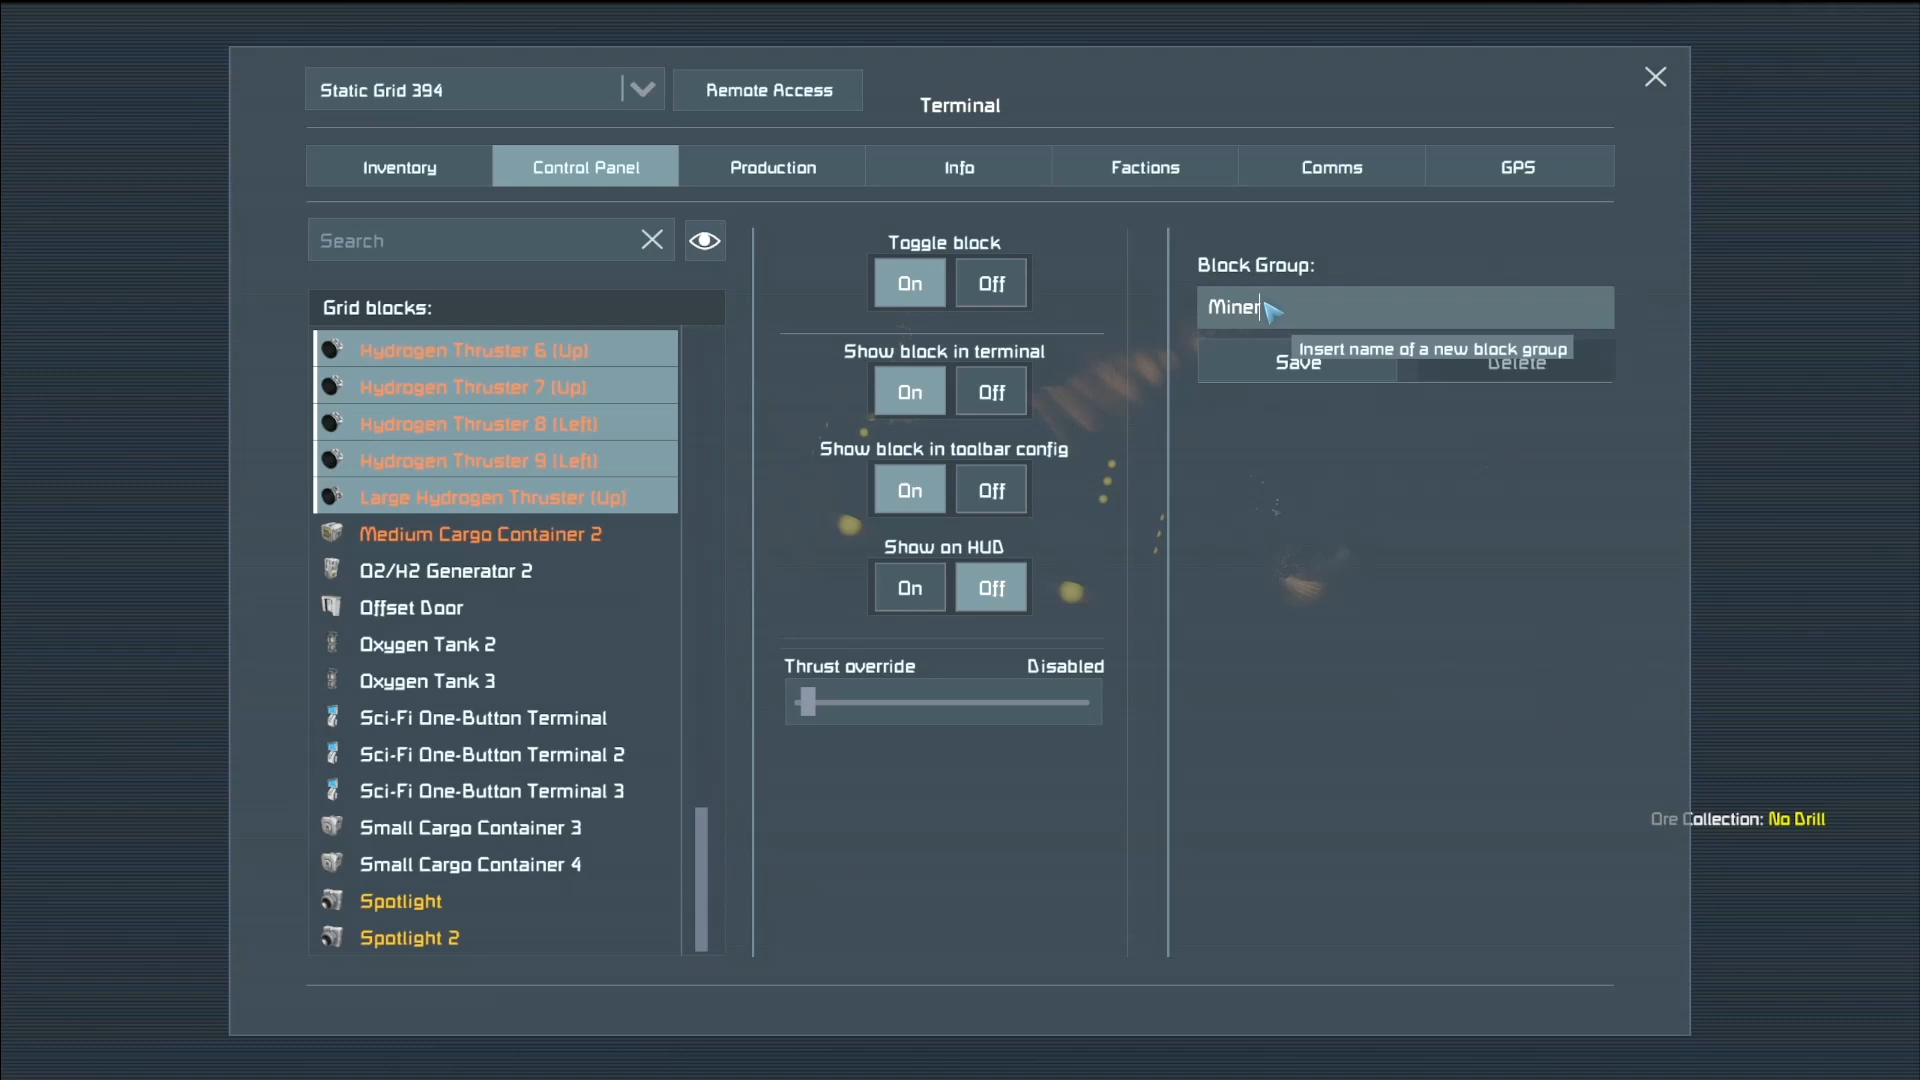 Static Grid 394
Remote Access
Terminal
Inventory
Control Panel
Production
Info
Factions
Comms
GPS
Search
Grid blocks:
Hydrogen Thruster 6 (Up)
Hydrogen Thruster 7 (Up)
Hydrogen Thruster 8 (Left)
Hydrogen Thruster 9 (Left)
Large Hydrogen Thruster (Up)
Medium Cargo Container 2
O2/H2 Generator 2
Offset Door
Oxygen Tank 2
Oxygen Tank 3
Sci-Fi One-Button Terminal
Sci-Fi One-Button Terminal 2
Sci-Fi One-Button Terminal 3
Small Cargo Container 3
Small Cargo Container 4
Spotlight
Spotlight 2
Toggle block
On Off
Show block in terminal
On Off
Show block in toolbar config
On Off
Show on HUD
On Off
Thrust override Disabled
Block Group:
Miner
Insert name of a new block group
Save Delete
Ore Collection: No Drill